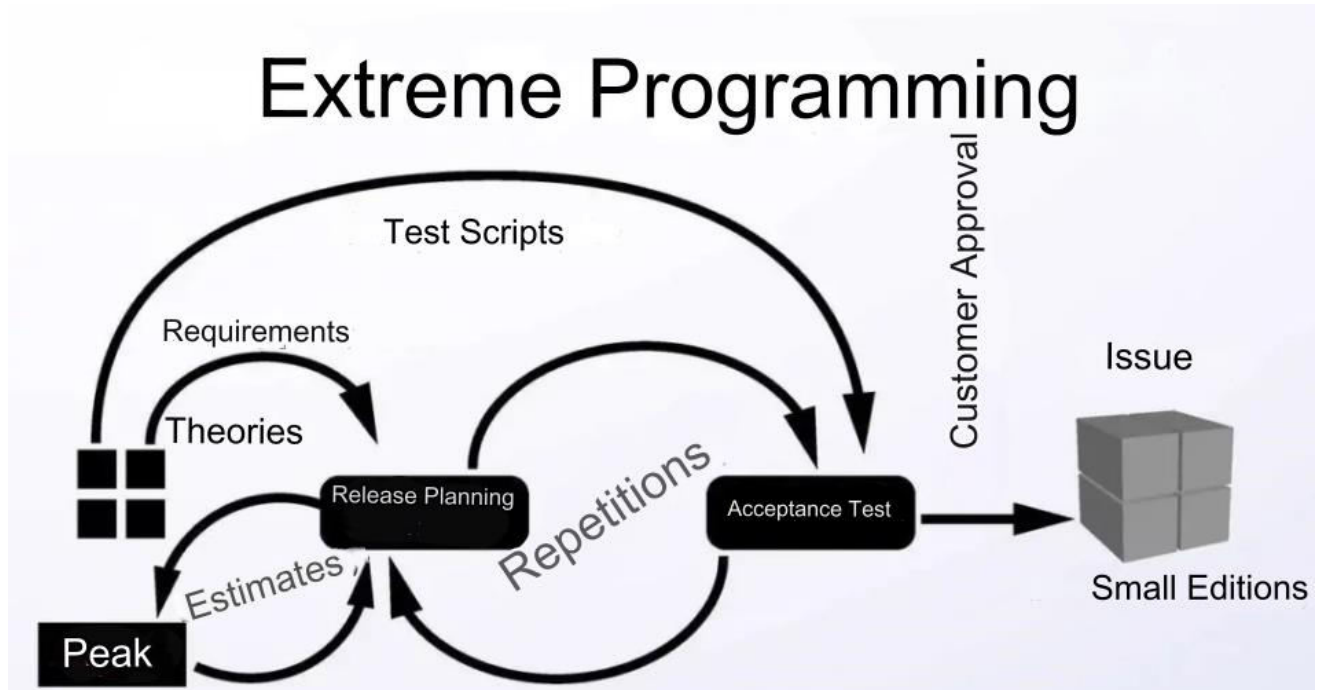 Extreme Programming
Customer Approval
Test Scripts
Requirements
Issue
Theories
Repetitions
Release Planning
Acceptance Test
Estimates
Small Editions
Peak